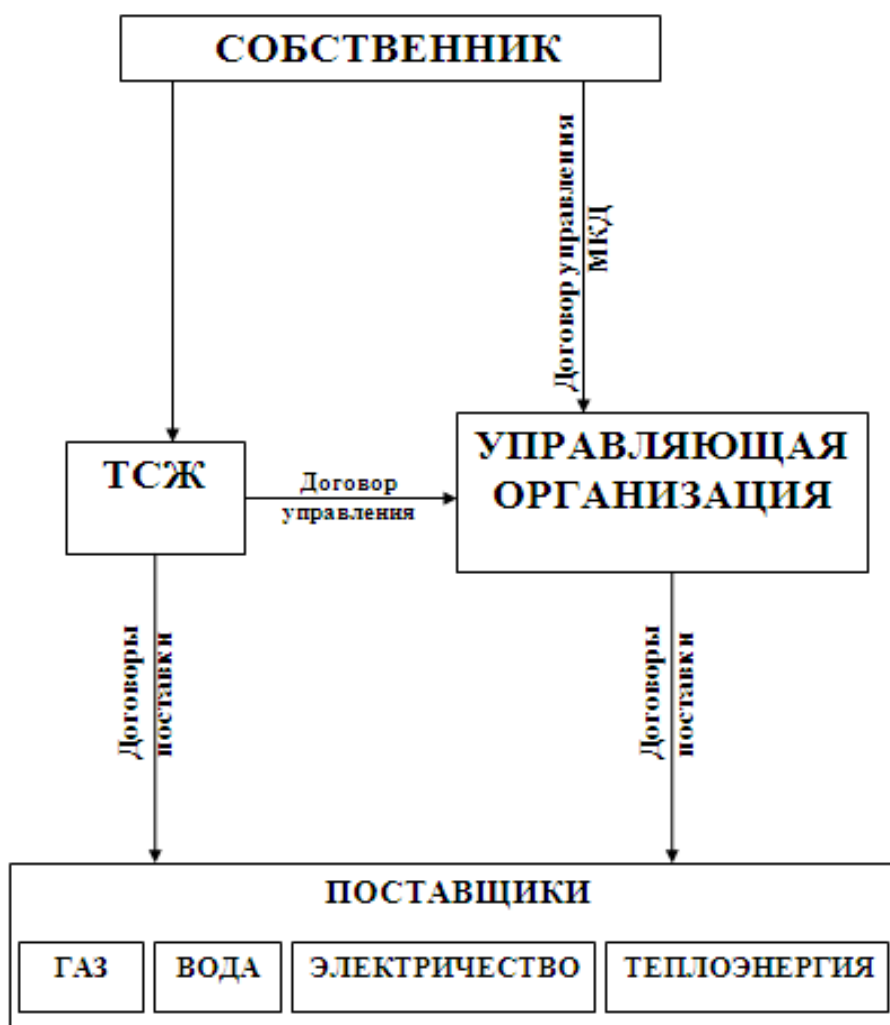 СОБСТВЕННИК
Договор управления
МКД
ТСЖ
Договор
управления
УПРАВЛЯЮЩАЯ
ОРГАНИЗАЦИЯ
Договоры
поставки
Договоры
поставки
ПОСТАВЩИКИ
ГАЗ
ВОДА
ЭЛЕКТРИЧЕСТВО
ТЕПЛОЭНЕРГИЯ